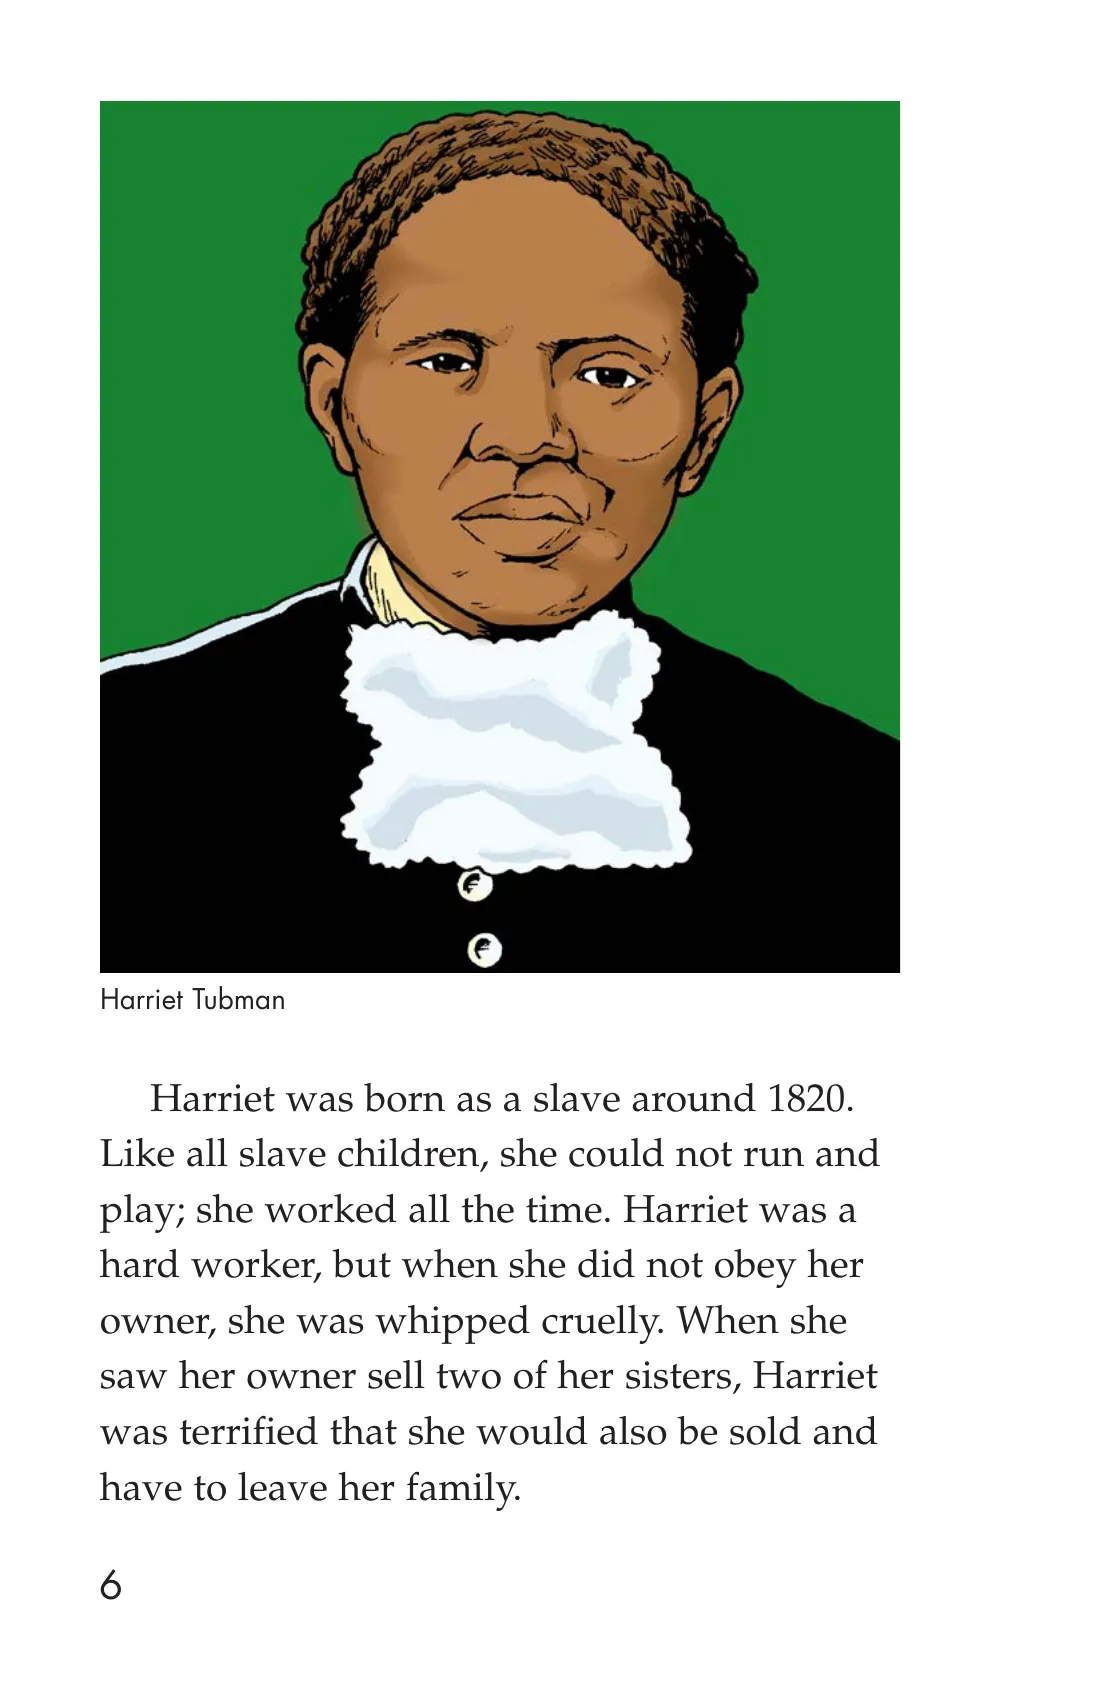 Harriet Tubman
Harriet was born as a slave around 1820.
Like all slave children, she could not run and
play; she worked all the time. Harriet was a
hard worker, but when she did not obey her
owner, she was whipped cruelly. When she
saw her owner sell two of her sisters, Harriet
was terrified that she would also be sold and
have to leave her family.
6